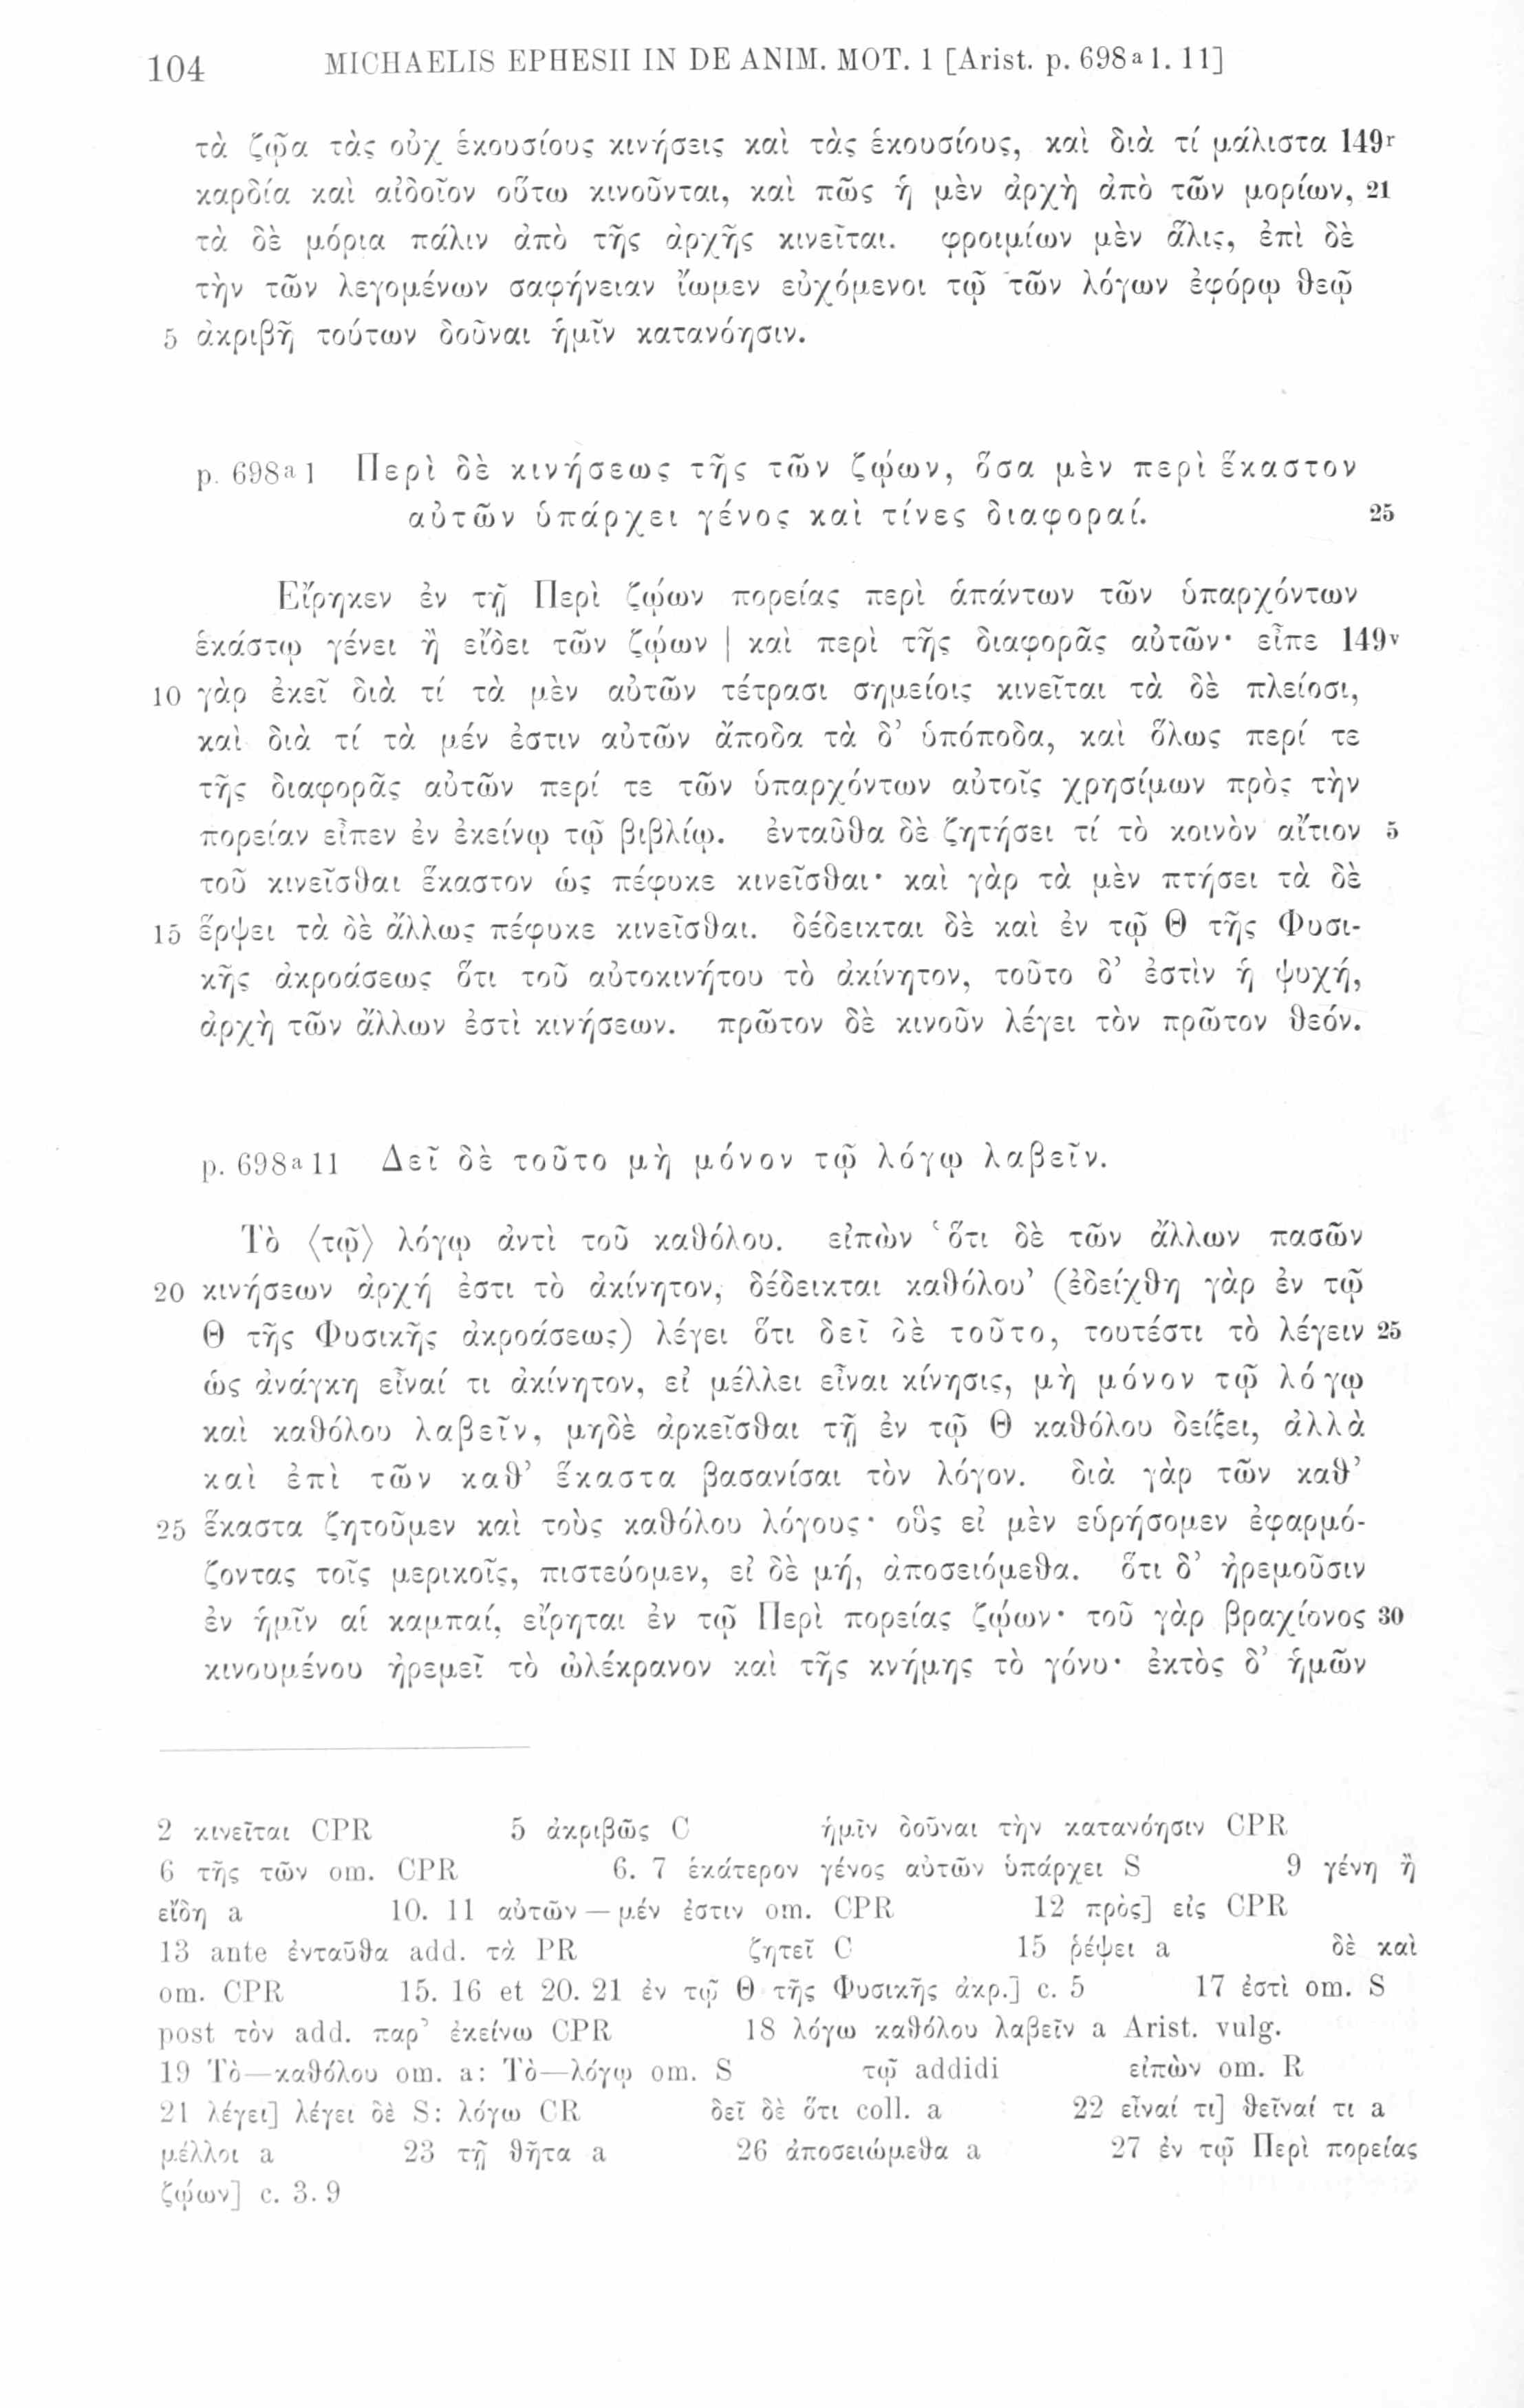 104 MICHAELIS EPHESII IN DE ANIM. MOT. 1 [Arist. p. 698a1. 11]
τὰ ζῷα τὰς οὐχ ἑκουσίους κινήσεις καὶ τὰς ἑκουσίους, καὶ διὰ τί μάλιστα 149r
καρδία καὶ αἰδοῖον οὕτω κινοῦνται, καὶ πῶς ἡ μὲν ἀρχὴ ἀπὸ τῶν μορίων, 21
τὰ δὲ μόρια πάλιν ἀπὸ τῆς ἀρχῆς κινεῖται. φροιμίων μὲν ἅλις, ἐπὶ δὲ
τὴν τῶν λεγομένων σαφήνειαν ἴωμεν εὐχόμενοι τῷ τῶν λόγων ἐφόρῳ θεῷ
5 ἀκριβῆ τούτων δοῦναι ἡμῖν κατανόησιν.
p. 698a1 Περὶ δὲ κινήσεως τῆς τῶν ζῴων, ὅσα μὲν περὶ ἕκαστον
αὐτῶν ὑπάρχει γένος καὶ τίνες διαφοραί. 25
Εἴρηκεν ἐν τῇ Περὶ ζῴων πορείας περὶ ἁπάντων τῶν ὑπαρχόντων
ἑκάστῳ γένει ἢ εἴδει τῶν ζῴων | καὶ περὶ τῆς διαφορᾶς αὐτῶν· εἶπε 149v
10 γὰρ ἐκεῖ διὰ τί τὰ μὲν αὐτῶν τέτρασι σημείοις κινεῖται τὰ δὲ πλείοσι,
καὶ διὰ τί τὰ μέν ἐστιν αὐτῶν ἄποδα τὰ δ’ ὑπόποδα, καὶ ὅλως περί τε
τῆς διαφορᾶς αὐτῶν περί τε τῶν ὑπαρχόντων αὐτοῖς χρησίμων πρὸς τὴν
πορείαν εἶπεν ἐν ἐκείνῳ τῷ βιβλίῳ. ἐνταῦθα δὲ ζητήσει τί τὸ κοινὸν αἴτιον 5
τοῦ κινεῖσθαι ἕκαστον ὡς πέφυκε κινεῖσθαι· καὶ γὰρ τὰ μὲν πτήσει τὰ δὲ
15 ἕρψει τὰ δὲ ἄλλως πέφυκε κινεῖσθαι. δέδεικται δὲ καὶ ἐν τῷ Θ τῆς Φυσι-
κῆς ἀκροάσεως ὅτι τοῦ αὐτοκινήτου τὸ ἀκίνητον, τοῦτο δ’ ἐστὶν ἡ ψυχή,
ἀρχὴ τῶν ἄλλων ἐστὶ κινήσεων. πρῶτον δὲ κινοῦν λέγει τὸν πρῶτον θεόν.
p. 698a11 Δεῖ δὲ τοῦτο μὴ μόνον τῷ λόγῳ λαβεῖν.
Τὸ ⟨τῷ⟩ λόγῳ ἀντὶ τοῦ καθόλου. εἰπὼν ‘ὅτι δὲ τῶν ἄλλων πασῶν
20 κινήσεων ἀρχή ἐστι τὸ ἀκίνητον, δέδεικται καθόλου’ (ἐδείχθη γὰρ ἐν τῷ
Θ τῆς Φυσικῆς ἀκροάσεως) λέγει ὅτι δεῖ δὲ τοῦτο, τουτέστι τὸ λέγειν 25
ὡς ἀνάγκη εἶναί τι ἀκίνητον, εἰ μέλλει εἶναι κίνησις, μὴ μόνον τῷ λόγῳ
καὶ καθόλου λαβεῖν, μηδὲ ἀρκεῖσθαι τῇ ἐν τῷ Θ καθόλου δείξει, ἀλλὰ
καὶ ἐπὶ τῶν καθ’ ἕκαστα βασανίσαι τὸν λόγον. διὰ γὰρ τῶν καθ’
25 ἕκαστα ζητοῦμεν καὶ τοὺς καθόλου λόγους· οὓς εἰ μὲν εὑρήσομεν ἐφαρμό-
ζοντας τοῖς μερικοῖς, πιστεύομεν, εἰ δὲ μή, ἀποσειόμεθα. ὅτι δ’ ἠρεμοῦσιν
ἐν ἡμῖν αἱ καμπαί, εἴρηται ἐν τῷ Περὶ πορείας ζῴων· τοῦ γὰρ βραχίονος 30
κινουμένου ἠρεμεῖ τὸ ὠλέκρανον καὶ τῆς κνήμης τὸ γόνυ· ἐκτὸς δ’ ἡμῶν
2 κινεῖται CPR 5 ἀκριβῶς C ἡμῖν δοῦναι τὴν κατανόησιν CPR
6 τῆς τῶν om. CPR 6. 7 ἑκάτερον γένος αὐτῶν ὑπάρχει S 9 γένη ἢ
εἴδη a 10. 11 αὐτῶν — μέν ἐστιν om. CPR 12 πρὸς] εἰς CPR
13 ante ἐνταῦθα add. τὰ PR ζητεῖ C 15 ῥέψει a δὲ καὶ
om. CPR 15. 16 et 20. 21 ἐν τῷ Θ τῆς Φυσικῆς ἀκρ.] c. 5 17 ἐστὶ om. S
post τὸν add. παρ’ ἐκείνω CPR 18 λόγω καθόλου λαβεῖν a Arist. vulg.
19 Τὸ—καθόλου om. a: Τὸ—λόγῳ om. S τῷ addidi εἰπὼν om. R
21 λέγει] λέγει δὲ S: λόγω CR δεῖ δὲ ὅτι coll. a 22 εἶναί τι] θεῖναί τι a
μέλλοι a 23 τῇ θῆτα a 26 ἀποσειώμεθα a 27 ἐν τῷ Περὶ πορείας
ζῴων] c. 3. 9